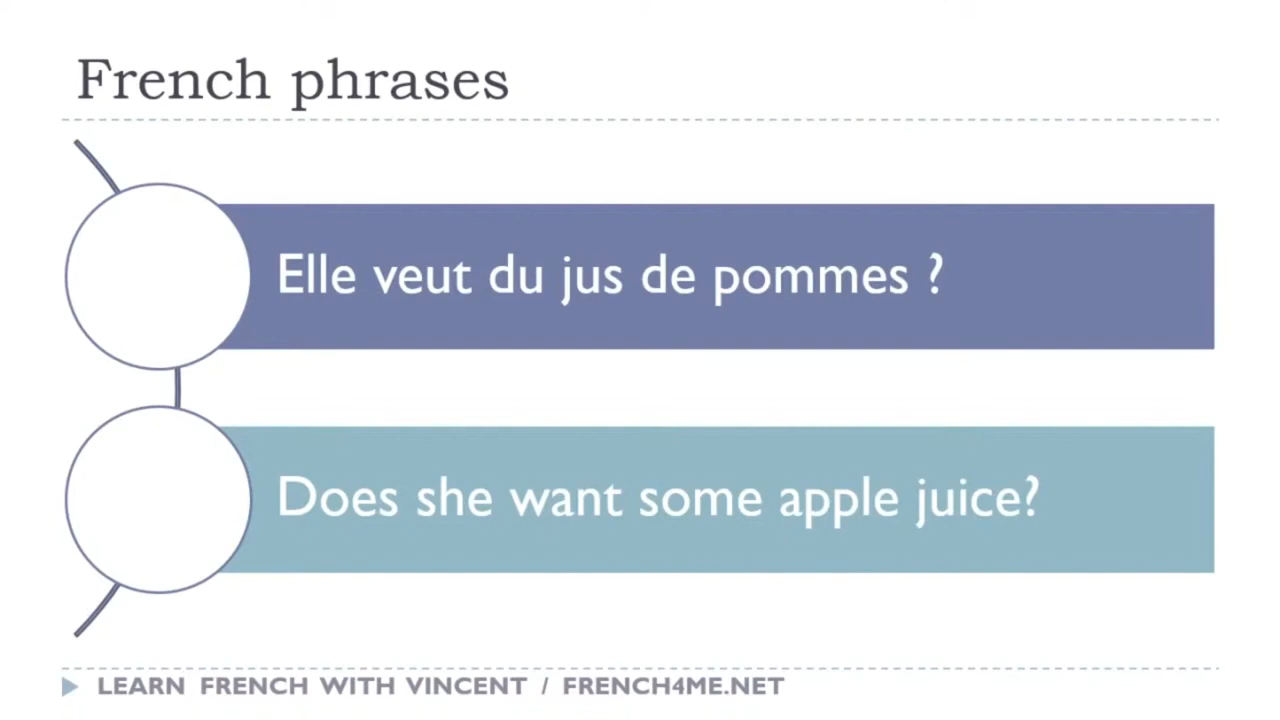 French phrases
Elle veut du jus de pommes ?
Does she want some apple juice?
LEARN FRENCH WITH VINCENT / FRENCH4ME.NET